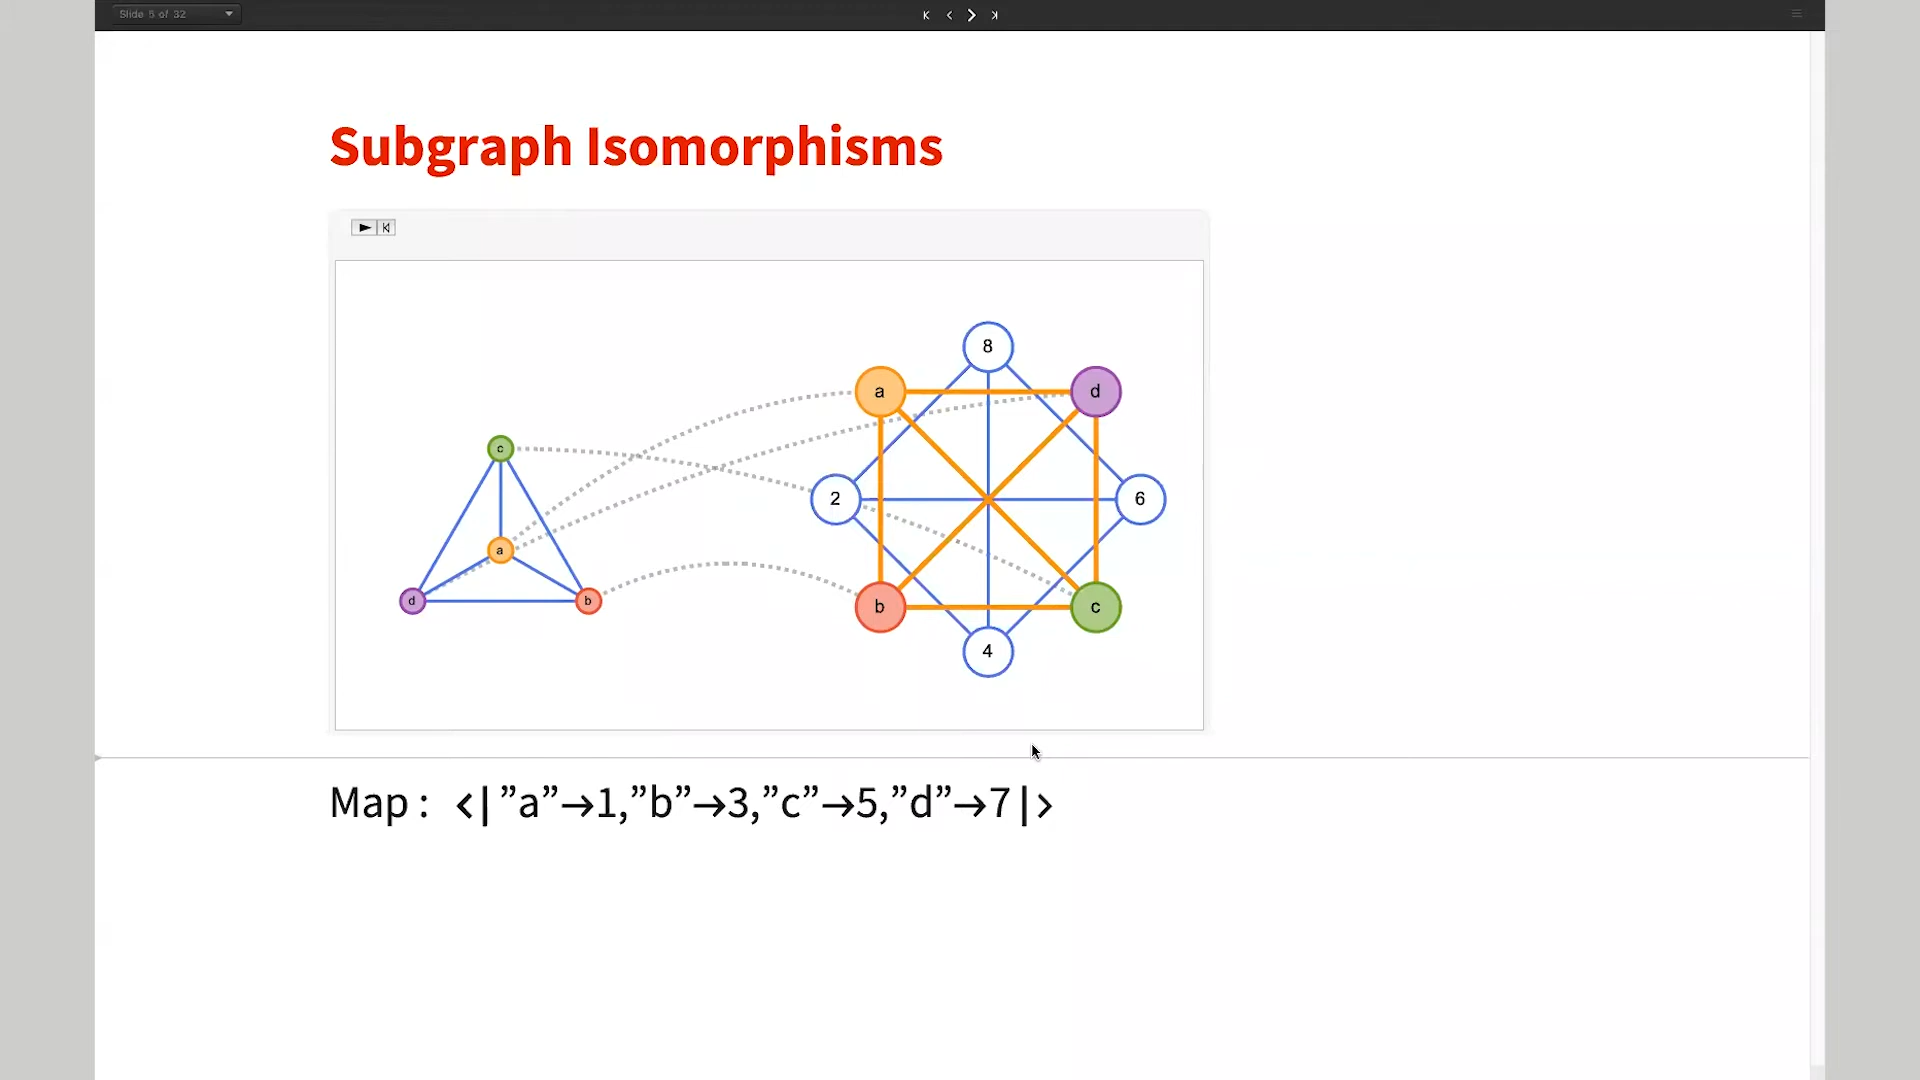 Slide 5 of 32
Subgraph Isomorphisms
8
a d
c
2 6
a
d b
b c
4
Map : <|”a”→1,”b”→3,”c”→5,”d”→7|>